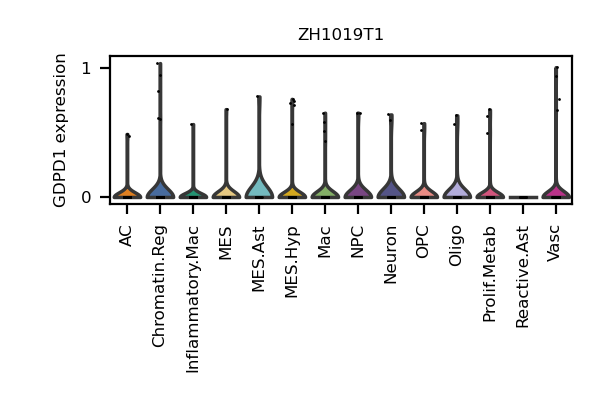 ZH1019T1
GDPD1 expression
1
0
AC
Chromatin.Reg
Inflammatory.Mac
MES
MES.Ast
MES.Hyp
Mac
NPC
Neuron
OPC
Oligo
Prolif.Metab
Reactive.Ast
Vasc